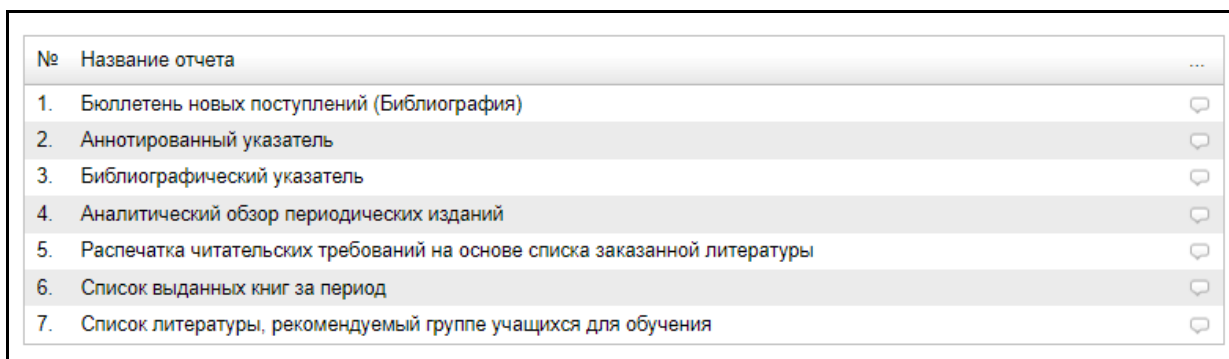 № Название отчета ...
1. Бюллетень новых поступлений (Библиография)
2. Аннотированный указатель
3. Библиографический указатель
4. Аналитический обзор периодических изданий
5. Распечатка читательских требований на основе списка заказанной литературы
6. Список выданных книг за период
7. Список литературы, рекомендуемый группе учащихся для обучения